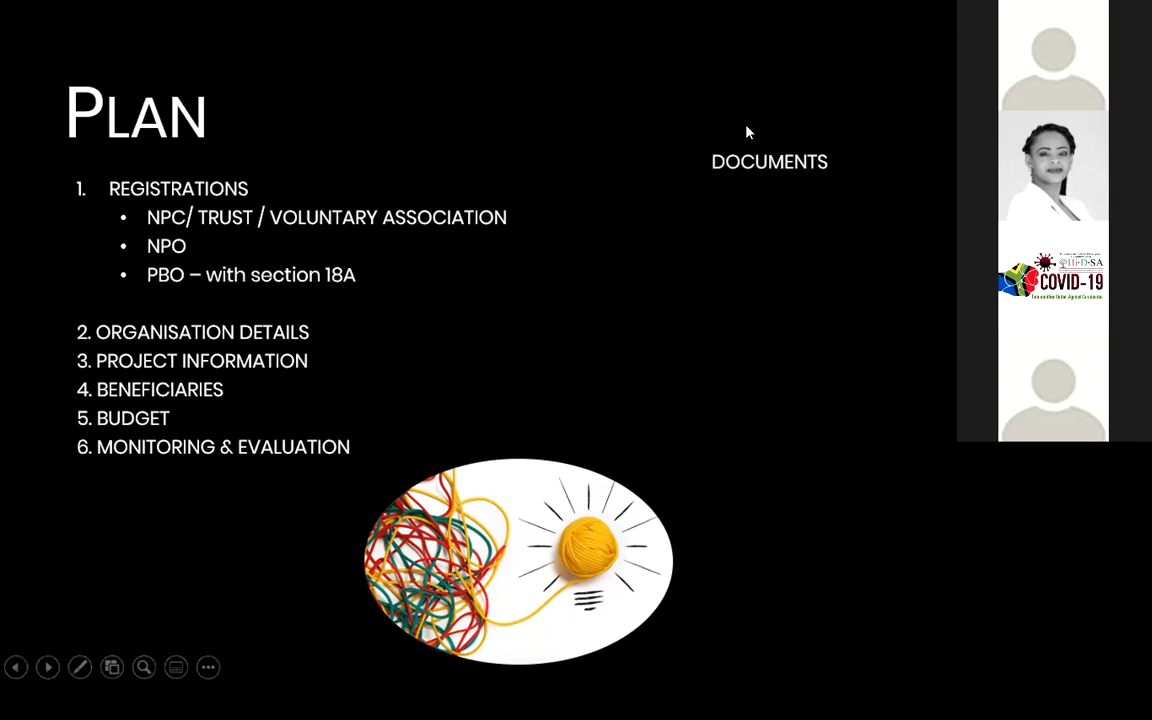 PLAN
DOCUMENTS
1. REGISTRATIONS
• NPC/ TRUST / VOLUNTARY ASSOCIATION
• NPO
• PBO – with section 18A
2. ORGANISATION DETAILS
3. PROJECT INFORMATION
4. BENEFICIARIES
5. BUDGET
6. MONITORING & EVALUATION
COVID-19